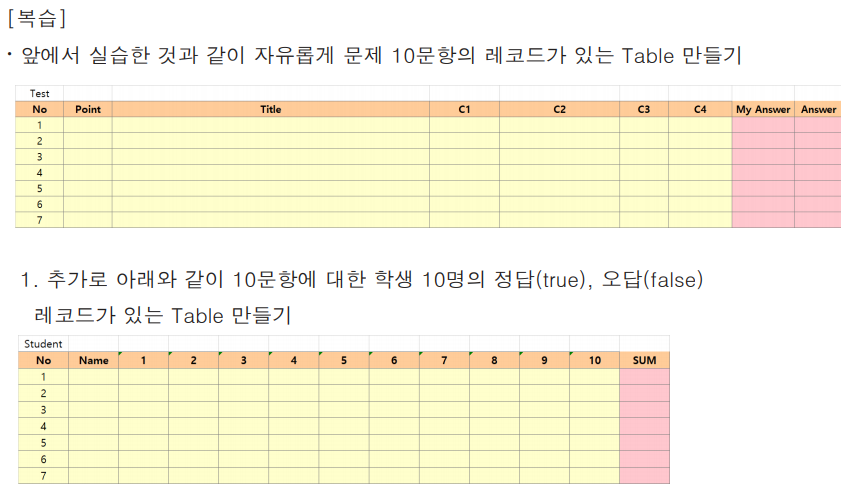 [복습]
· 앞에서 실습한 것과 같이 자유롭게 문제 10문항의 레코드가 있는 Table 만들기
Test
No Point Title C1 C2 C3 C4 My Answer Answer
1
2
3
4
5
6
7
1. 추가로 아래와 같이 10문항에 대한 학생 10명의 정답(true), 오답(false)
레코드가 있는 Table 만들기
Student
No Name 1 2 3 4 5 6 7 8 9 10 SUM
1
2
3
4
5
6
7